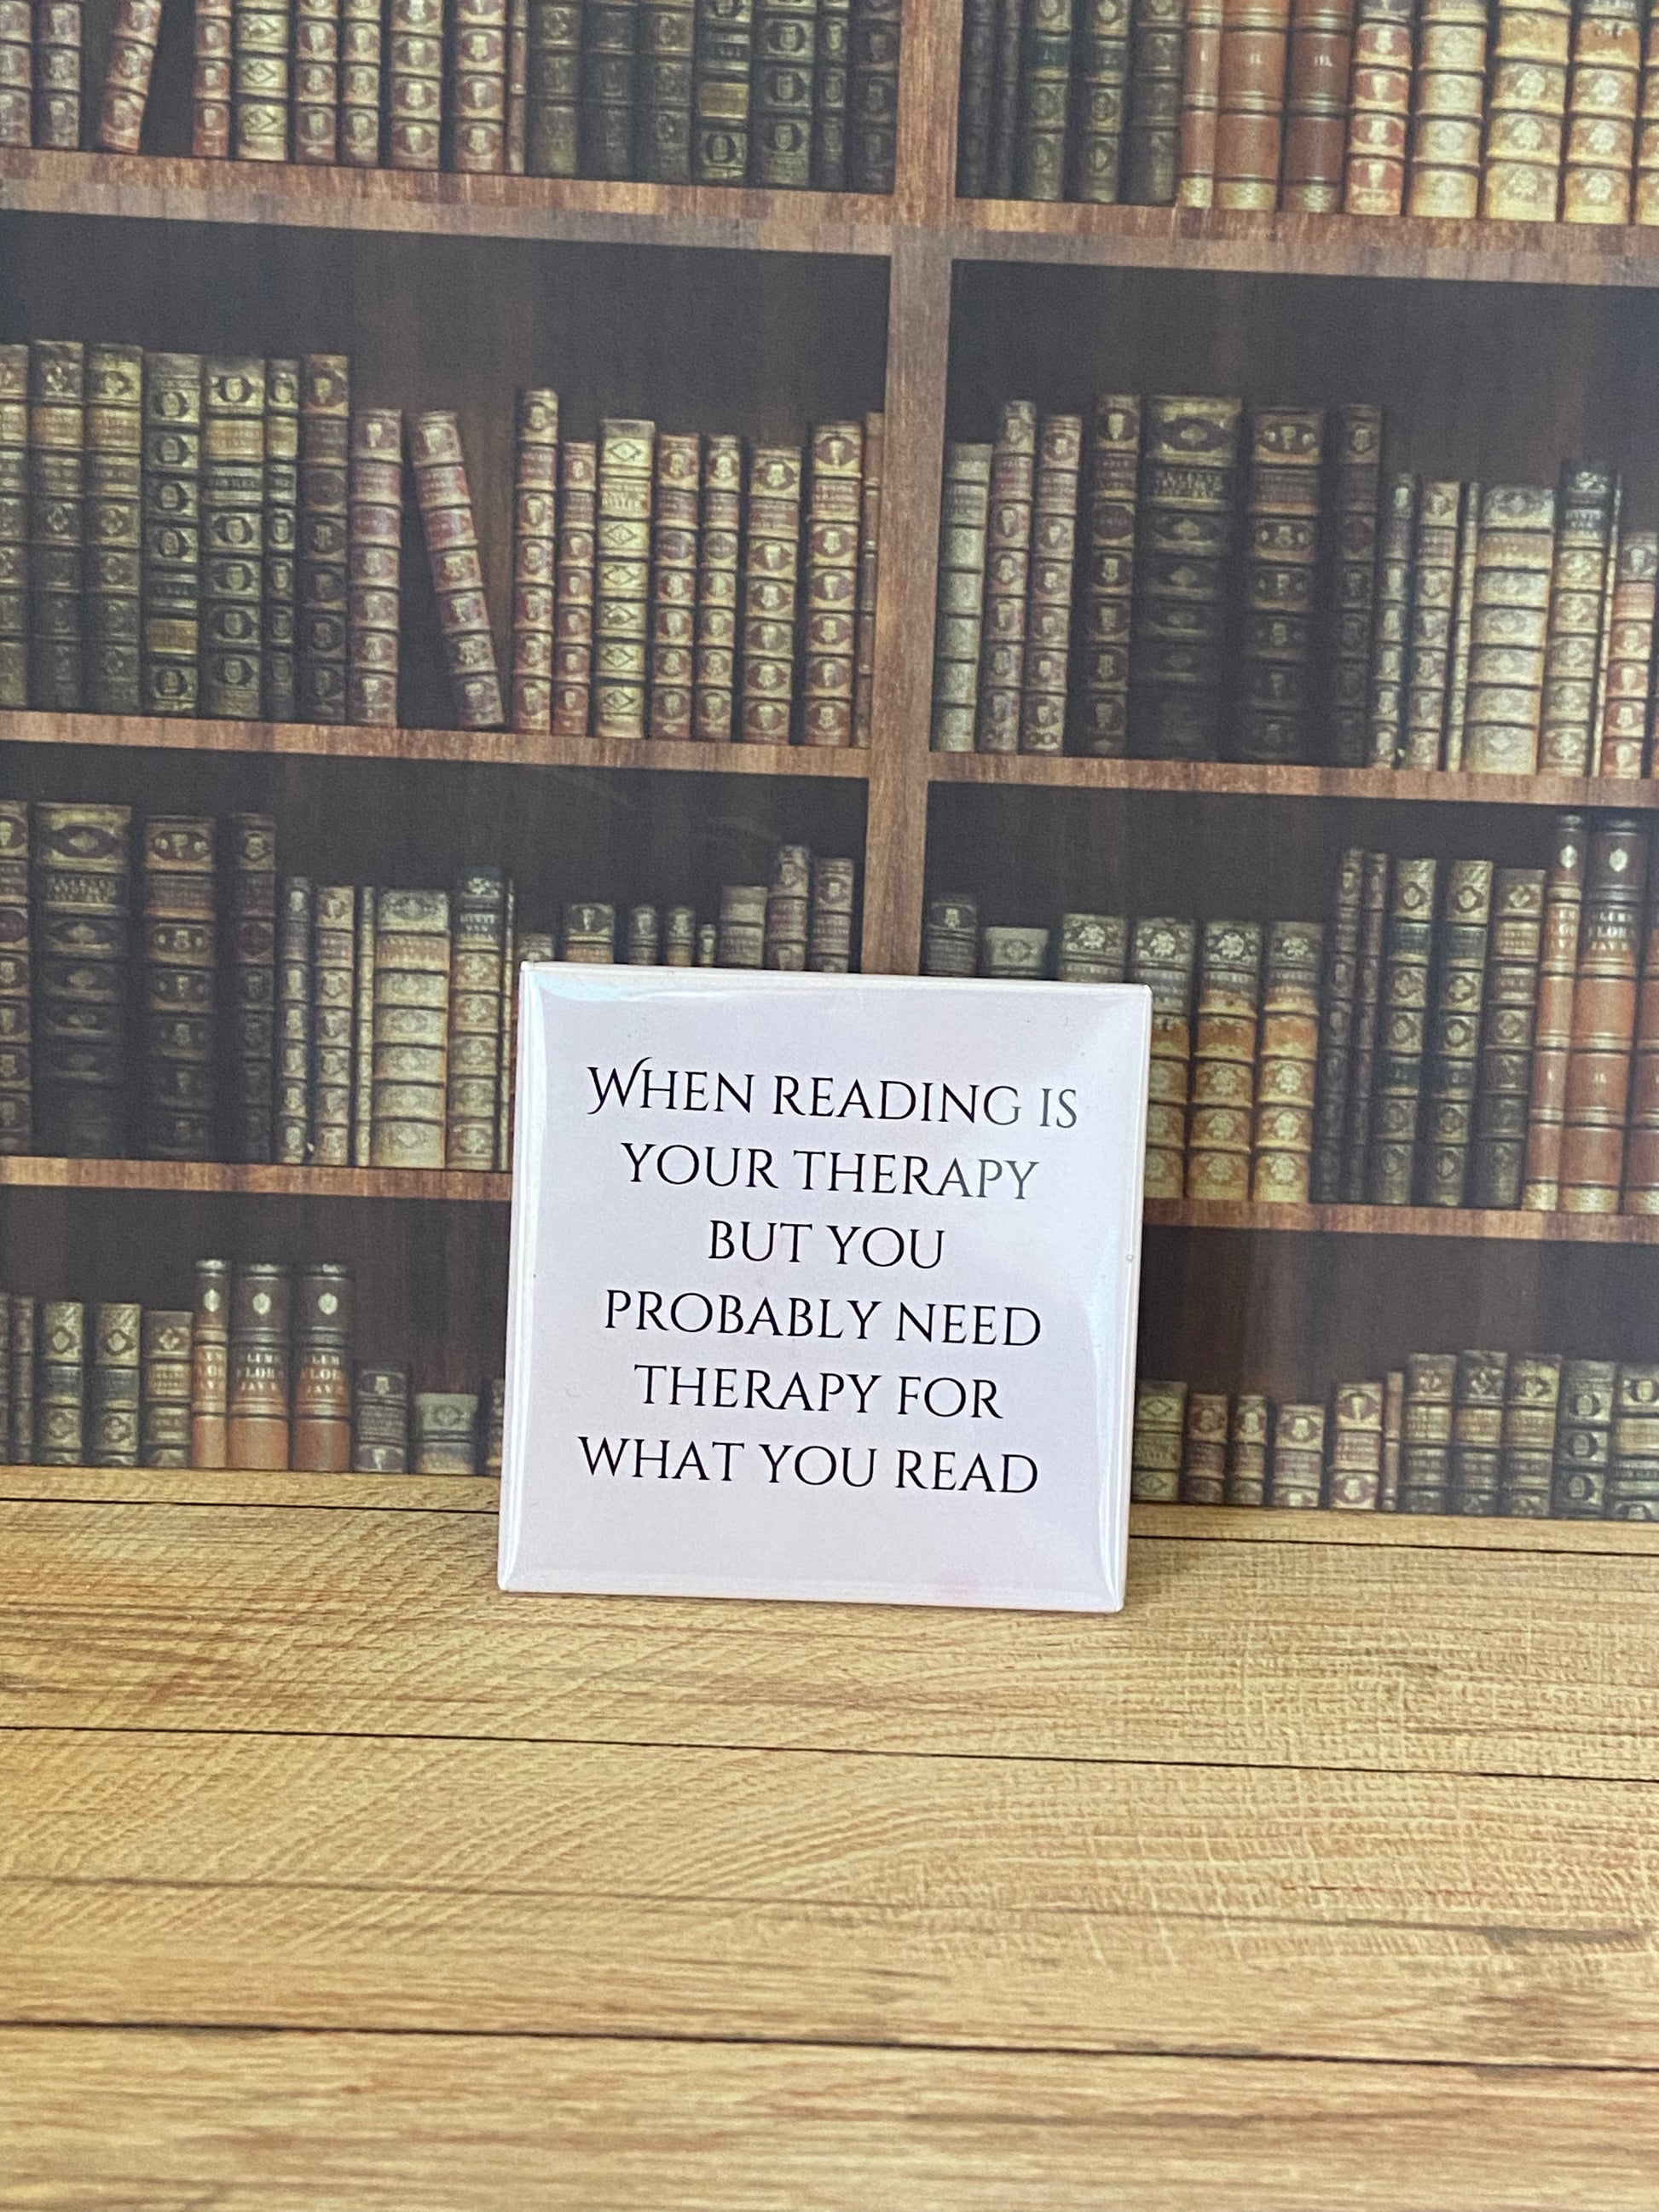 WHEN READING IS
YOUR THERAPY
BUT YOU
PROBABLY NEED
THERAPY FOR
WHAT YOU READ